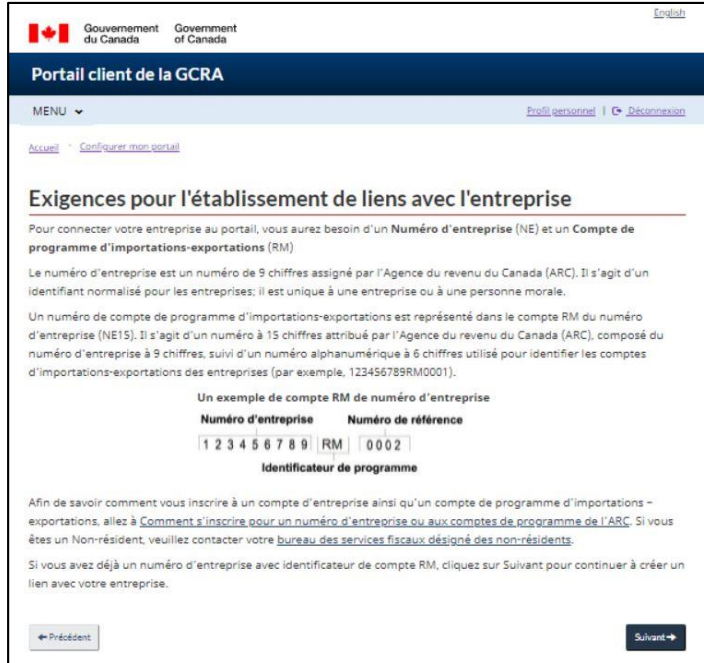 English
Gouvernement Government
du Canada of Canada
Portail client de la GCRA
MENU
Profil personnel | Déconnexion
Accueil Configurer mon portail
Exigences pour l'établissement de liens avec l'entreprise
Pour connecter votre entreprise au portail, vous aurez besoin d'un Numéro d'entreprise (NE) et un Compte de
programme d'importations-exportations (RM)
Le numéro d'entreprise est un numéro de 9 chiffres assigné par l'Agence du revenu du Canada (ARC). Il s'agit d'un
identifiant normalisé pour les entreprises; il est unique à une entreprise ou à une personne morale.
Un numéro de compte de programme d'importations-exportations est représenté dans le compte RM du numéro
d'entreprise (NE15). Il s'agit d'un numéro à 15 chiffres attribué par l'Agence du revenu du Canada (ARC), composé du
numéro d'entreprise à 9 chiffres, suivi d'un numéro alphanumérique à 6 chiffres utilisé pour identifier les comptes
d'importations-exportations des entreprises (par exemple, 123456789RM0001).
Un exemple de compte RM de numéro d'entreprise
Numéro d'entreprise Numéro de référence
1 2 3 4 5 6 7 8 9 RM 0002
Identificateur de programme
Afin de savoir comment vous inscrire à un compte d'entreprise ainsi qu'un compte de programme d'importations –
exportations, allez à Comment s'inscrire pour un numéro d'entreprise ou aux comptes de programme de l'ARC. Si vous
êtes un Non-résident, veuillez contacter votre bureau des services fiscaux désigné des non-résidents.
Si vous avez déjà un numéro d'entreprise avec identificateur de compte RM, cliquez sur Suivant pour continuer à créer un
lien avec votre entreprise.
Précédent Suivant